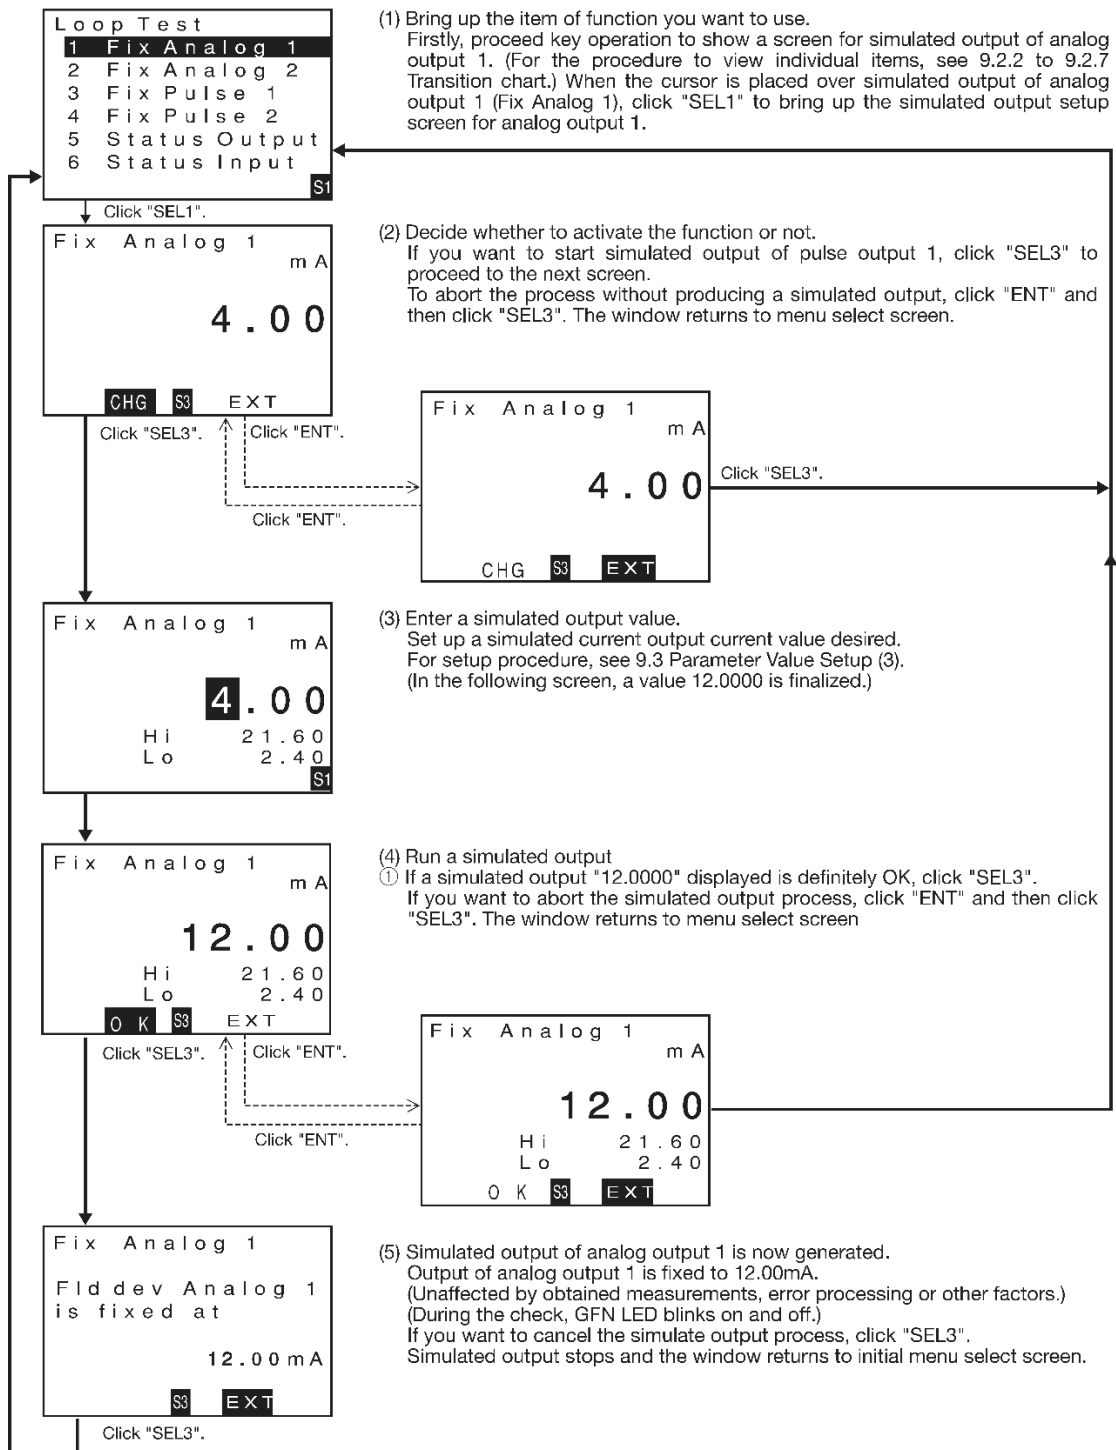 Loop Test
1 Fix Analog 1
2 Fix Analog 2
3 Fix Pulse 1
4 Fix Pulse 2
5 Status Output
6 Status Input
S1
Click "SEL1".
(1) Bring up the item of function you want to use.
Firstly, proceed key operation to show a screen for simulated output of analog
output 1. (For the procedure to view individual items, see 9.2.2 to 9.2.7
Transition chart.) When the cursor is placed over simulated output of analog
output 1 (Fix Analog 1), click "SEL1" to bring up the simulated output setup
screen for analog output 1.
Fix Analog 1
mA
4.00
CHG S3 EXT
Click "SEL3".
Click "ENT".
Click "ENT".
(2) Decide whether to activate the function or not.
If you want to start simulated output of pulse output 1, click "SEL3" to
proceed to the next screen.
To abort the process without producing a simulated output, click "ENT" and
then click "SEL3". The window returns to menu select screen.
Fix Analog 1
mA
4.00
CHG S3 EXT
Click "SEL3".
Fix Analog 1
mA
4.00
Hi 21.60
Lo 2.40
S1
(3) Enter a simulated output value.
Set up a simulated current output current value desired.
For setup procedure, see 9.3 Parameter Value Setup (3).
(In the following screen, a value 12.0000 is finalized.)
Fix Analog 1
mA
12.00
Hi 21.60
Lo 2.40
OK S3 EXT
Click "SEL3".
Click "ENT".
Click "ENT".
(4) Run a simulated output
① If a simulated output "12.0000" displayed is definitely OK, click "SEL3".
If you want to abort the simulated output process, click "ENT" and then click
"SEL3". The window returns to menu select screen
Fix Analog 1
mA
12.00
Hi 21.60
Lo 2.40
OK S3 EXT
Fix Analog 1
Fld dev Analog 1
is fixed at
12.00mA
S3 EXT
Click "SEL3".
(5) Simulated output of analog output 1 is now generated.
Output of analog output 1 is fixed to 12.00mA.
(Unaffected by obtained measurements, error processing or other factors.)
(During the check, GFN LED blinks on and off.)
If you want to cancel the simulate output process, click "SEL3".
Simulated output stops and the window returns to initial menu select screen.